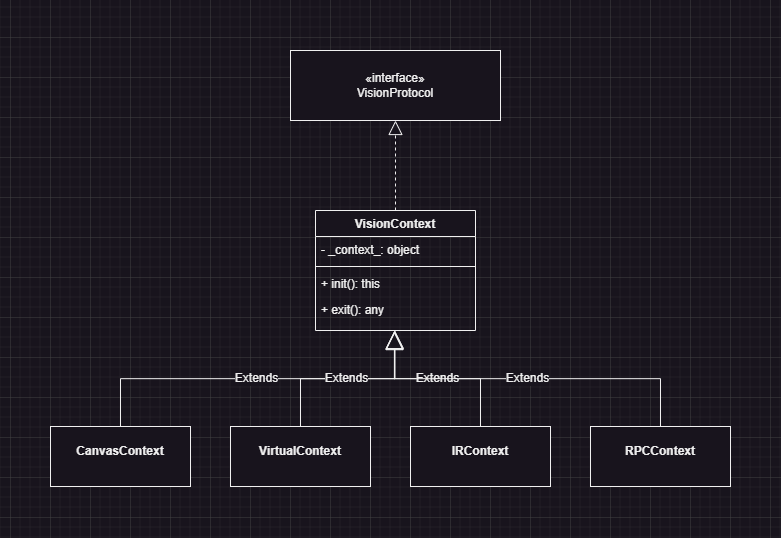 «interface»
VisionProtocol
VisionContext
- _context_: object
+ init(): this
+ exit(): any
Extends Extends Extends Extends
CanvasContext VirtualContext IRContext RPCContext